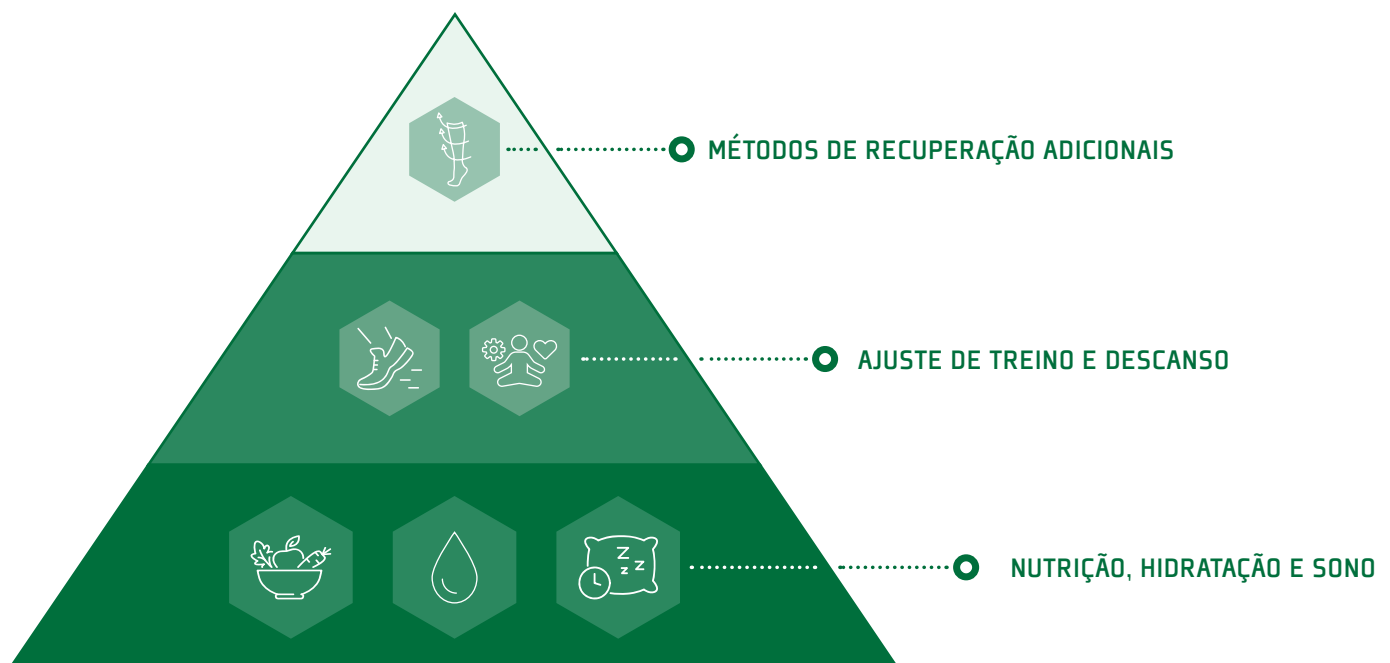 MÉTODOS DE RECUPERAÇÃO ADICIONAIS
AJUSTE DE TREINO E DESCANSO
NUTRIÇÃO, HIDRATAÇÃO E SONO
Z
Z
Z